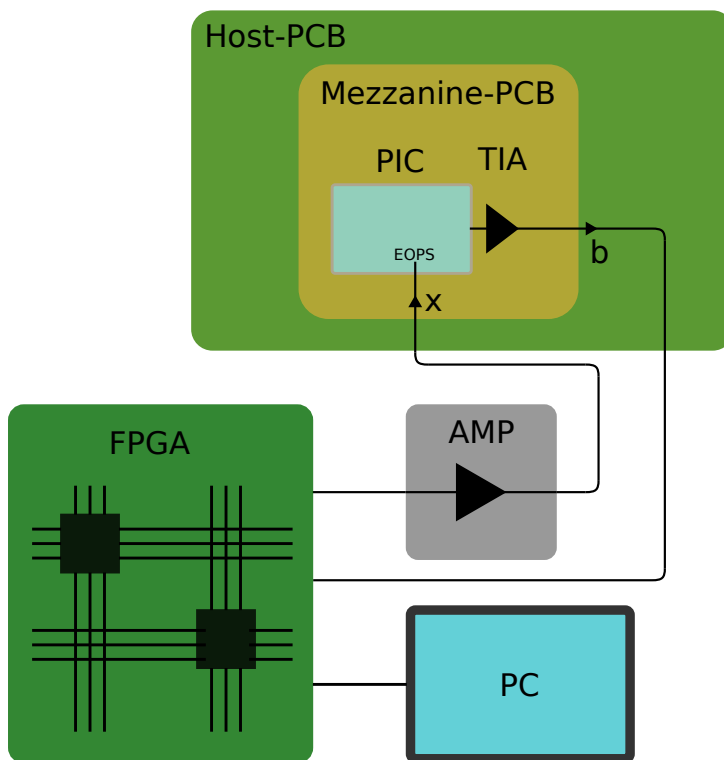 Host-PCB
Mezzanine-PCB
PIC
TIA
EOPS
b
x
FPGA
AMP
PC